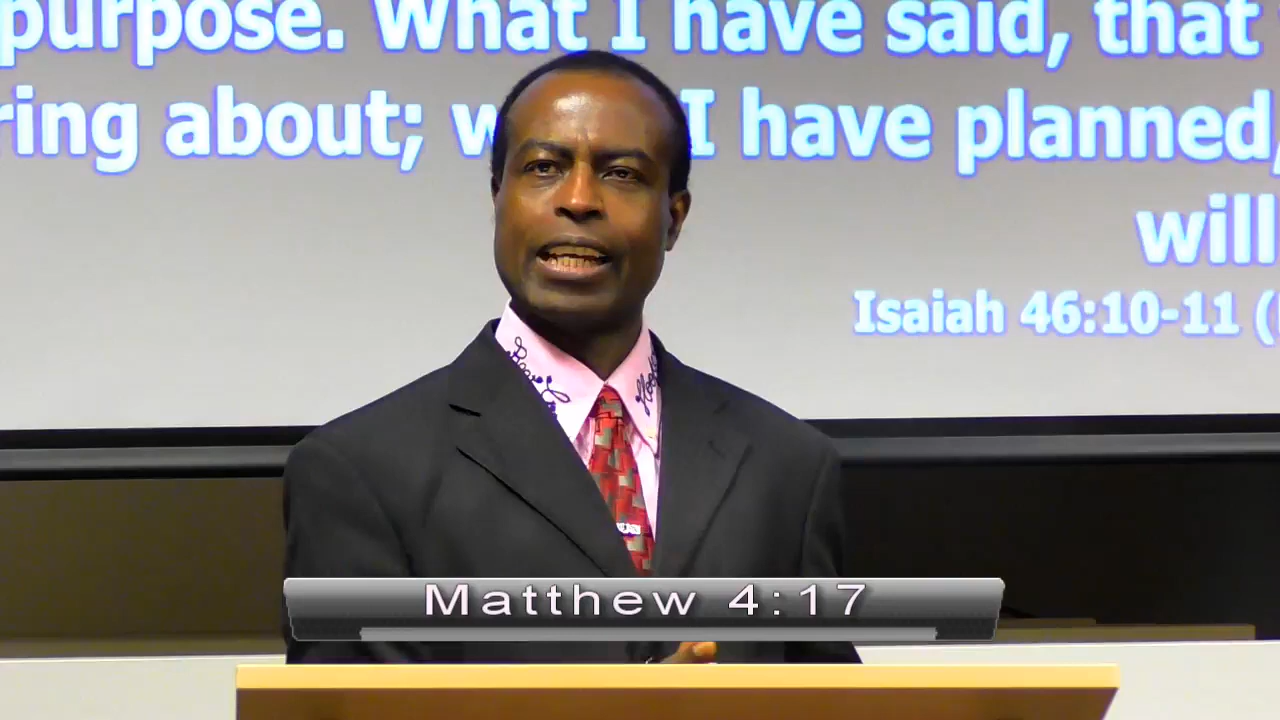 purpose. What I have said, that
ring about; w I have planned,
will
Isaiah 46:10-11 (
Matthew 4:17